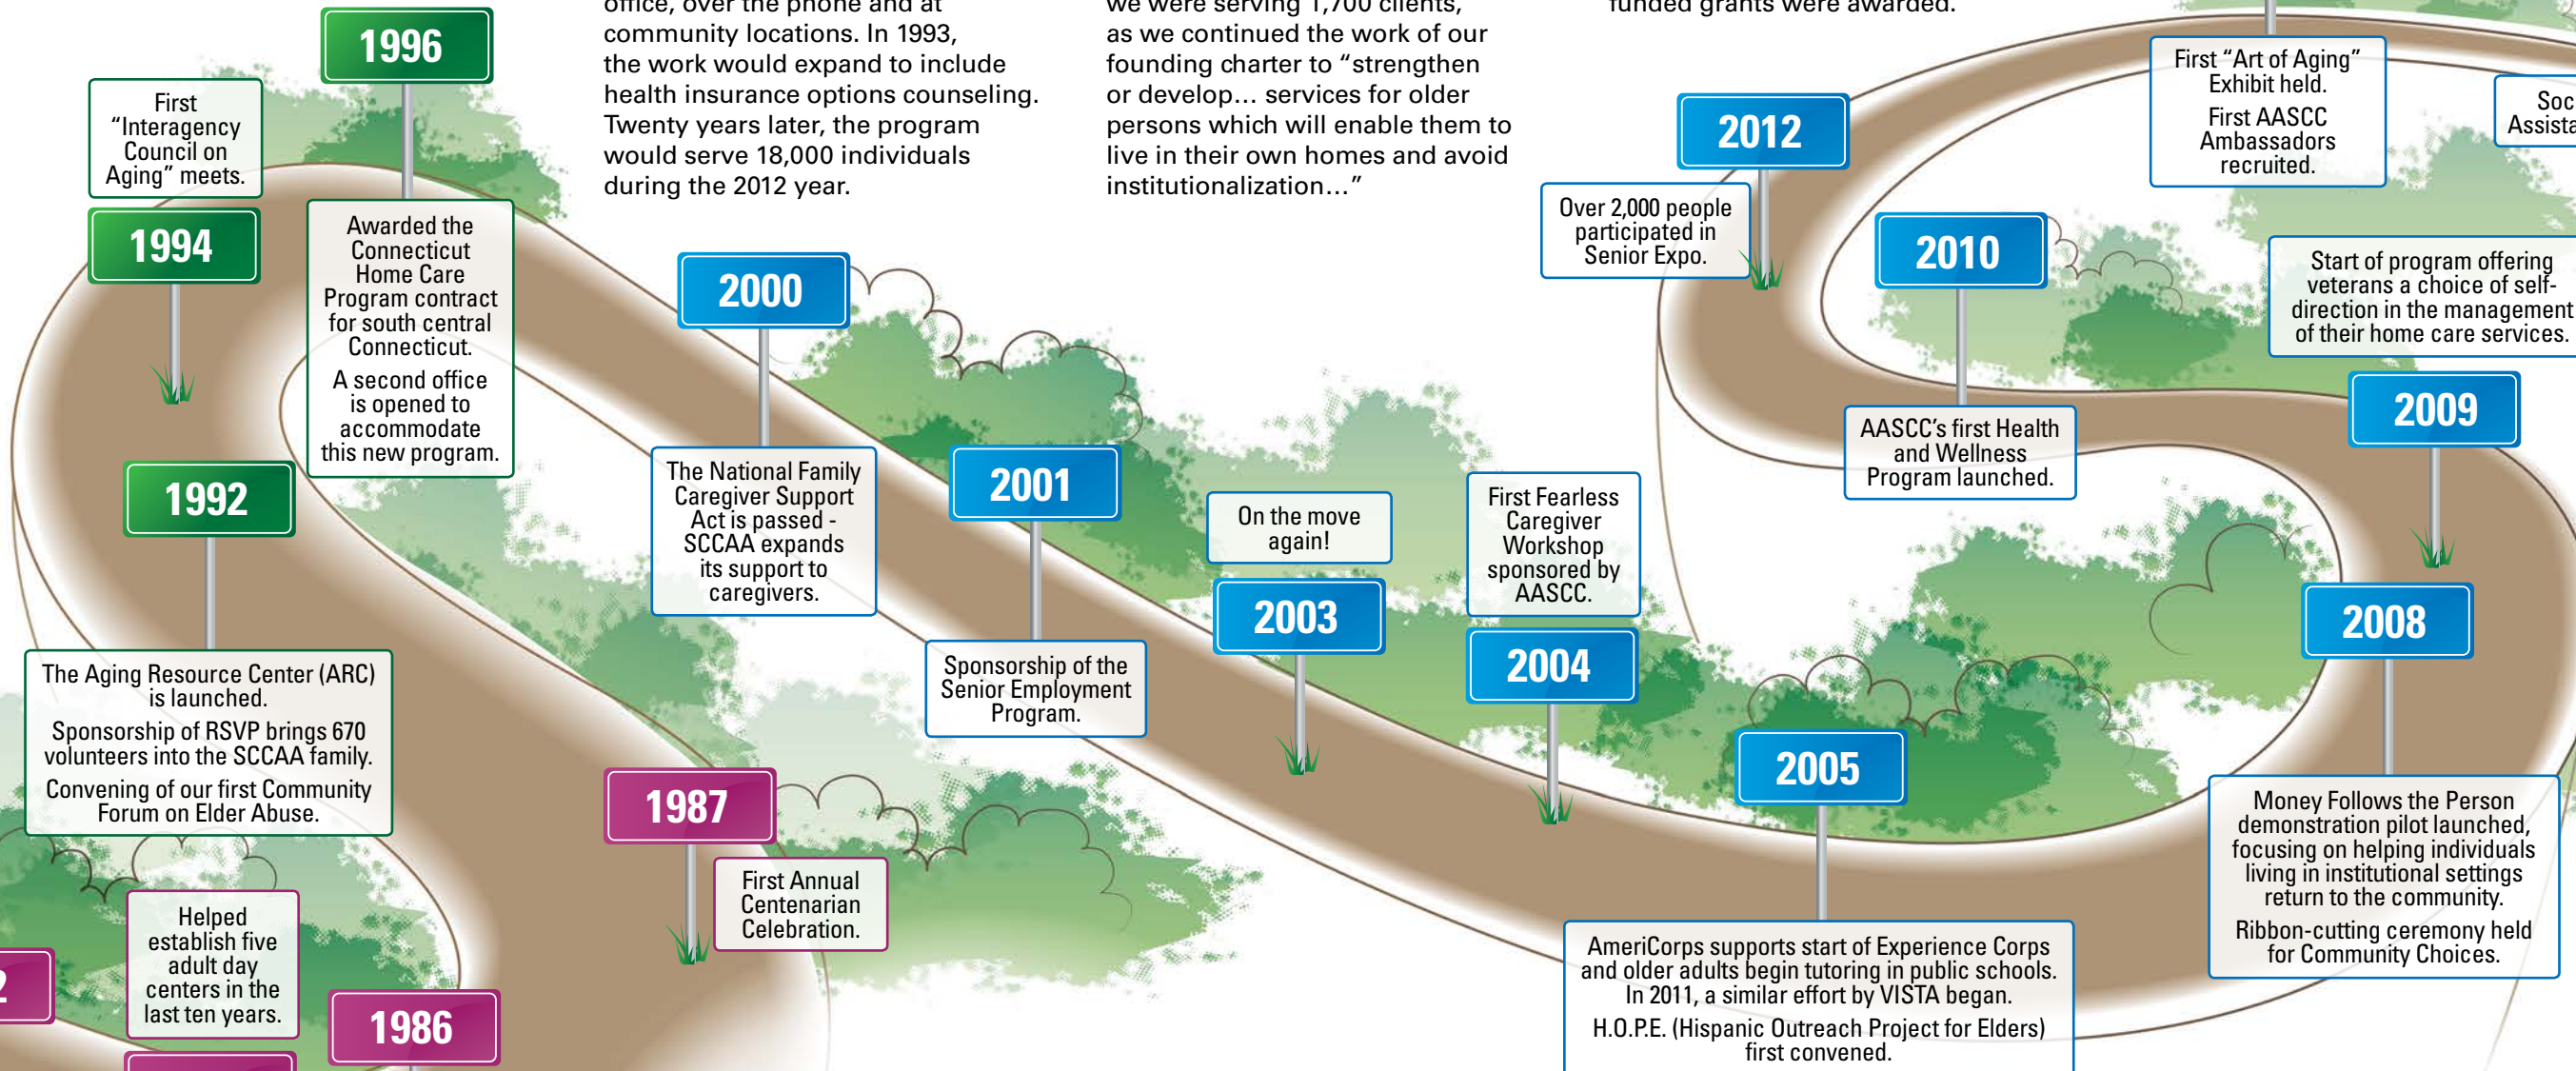 office, over the phone and at
community locations. In 1993,
the work would expand to include
health insurance options counseling.
Twenty years later, the program
would serve 18,000 individuals
during the 2012 year.
we were serving 1,700 clients,
as we continued the work of our
founding charter to “strengthen
or develop… services for older
persons which will enable them to
live in their own homes and avoid
institutionalization…”
funded grants were awarded.
1996
Awarded the
Connecticut
Home Care
Program contract
for south central
Connecticut.
A second office
is opened to
accommodate
this new program.
First
“Interagency
Council on
Aging” meets.
1994
1992
The Aging Resource Center (ARC)
is launched.
Sponsorship of RSVP brings 670
volunteers into the SCCAA family.
Convening of our first Community
Forum on Elder Abuse.
Helped
establish five
adult day
centers in the
last ten years.
2
1986
1987
First Annual
Centenarian
Celebration.
2000
The National Family
Caregiver Support
Act is passed -
SCCAA expands
its support to
caregivers.
2001
Sponsorship of the
Senior Employment
Program.
On the move
again!
2003
First Fearless
Caregiver
Workshop
sponsored by
AASCC.
2004
2005
AmeriCorps supports start of Experience Corps
and older adults begin tutoring in public schools.
In 2011, a similar effort by VISTA began.
H.O.P.E. (Hispanic Outreach Project for Elders)
first convened.
2008
Money Follows the Person
demonstration pilot launched,
focusing on helping individuals
living in institutional settings
return to the community.
Ribbon-cutting ceremony held
for Community Choices.
Start of program offering
veterans a choice of self-
direction in the management
of their home care services.
2009
2010
AASCC’s first Health
and Wellness
Program launched.
2012
Over 2,000 people
participated in
Senior Expo.
First “Art of Aging”
Exhibit held.
First AASCC
Ambassadors
recruited.